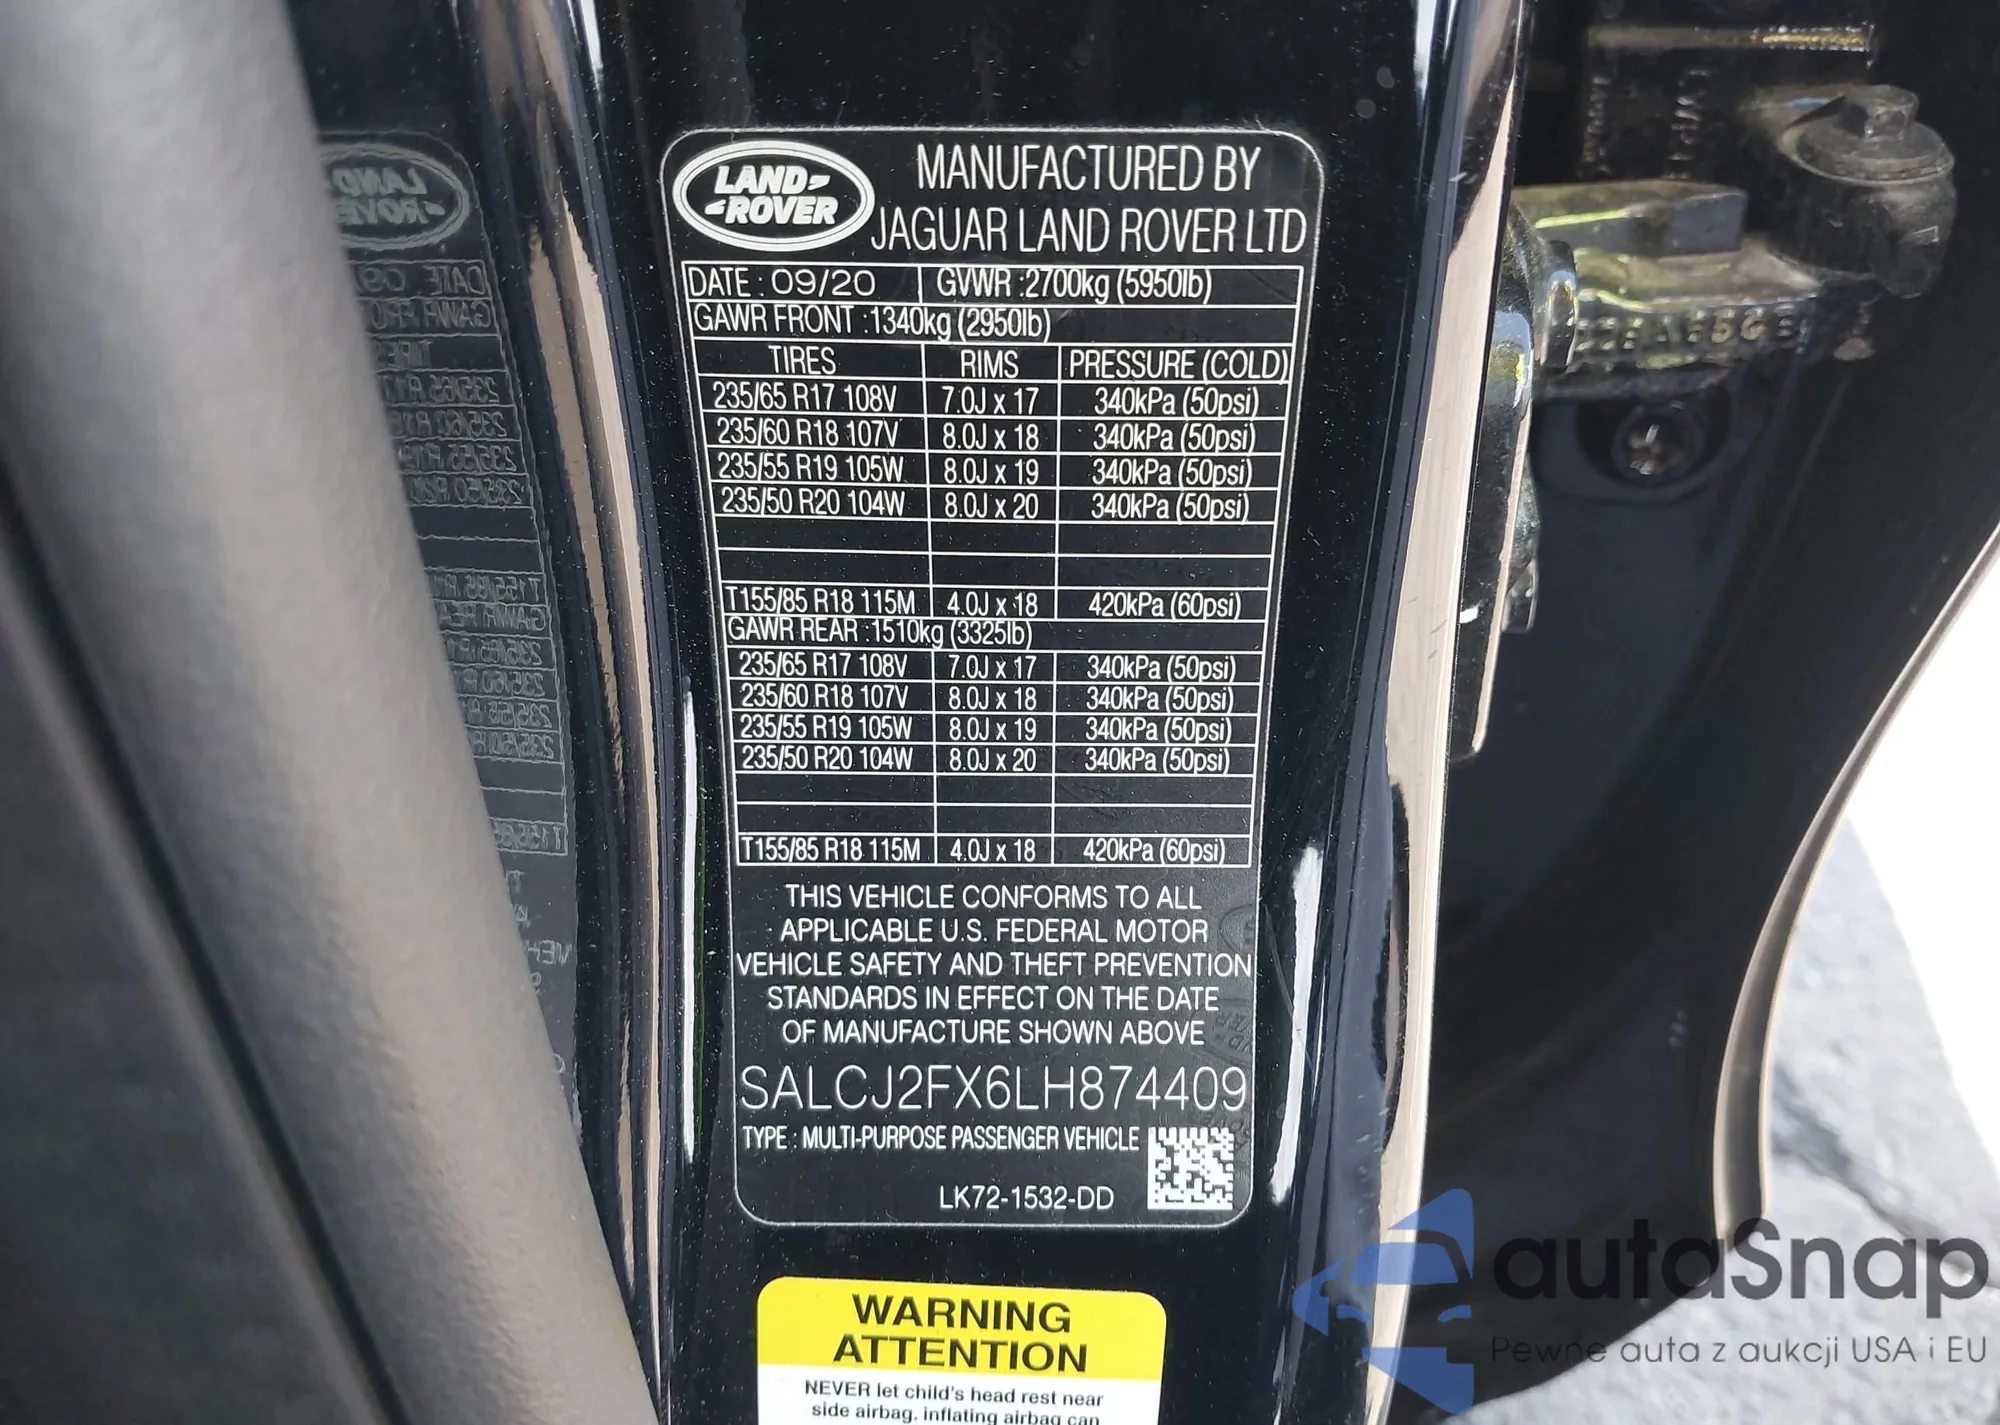 LAND-
-ROVER
MANUFACTURED BY
JAGUAR LAND ROVER LTD
DATE : 09/20 GVWR :2700kg (5950lb)
GAWR FRONT :1340kg (2950lb)
TIRES RIMS PRESSURE (COLD)
235/65 R17 108V 7.0J x 17 340kPa (50psi)
235/60 R18 107V 8.0J x 18 340kPa (50psi)
235/55 R19 105W 8.0J x 19 340kPa (50psi)
235/50 R20 104W 8.0J x 20 340kPa (50psi)
T155/85 R18 115M 4.0J x 18 420kPa (60psi)
GAWR REAR :1510kg (3325lb)
235/65 R17 108V 7.0J x 17 340kPa (50psi)
235/60 R18 107V 8.0J x 18 340kPa (50psi)
235/55 R19 105W 8.0J x 19 340kPa (50psi)
235/50 R20 104W 8.0J x 20 340kPa (50psi)
T155/85 R18 115M 4.0J x 18 420kPa (60psi)
THIS VEHICLE CONFORMS TO ALL
APPLICABLE U.S. FEDERAL MOTOR
VEHICLE SAFETY AND THEFT PREVENTION
STANDARDS IN EFFECT ON THE DATE
OF MANUFACTURE SHOWN ABOVE
SALCJ2FX6LH874409
TYPE : MULTI-PURPOSE PASSENGER VEHICLE
LK72-1532-DD
WARNING
ATTENTION
NEVER let child's head rest near
side airbag. inflating airbag can
autaSnap
Pewne auta z aukcji USA i EU